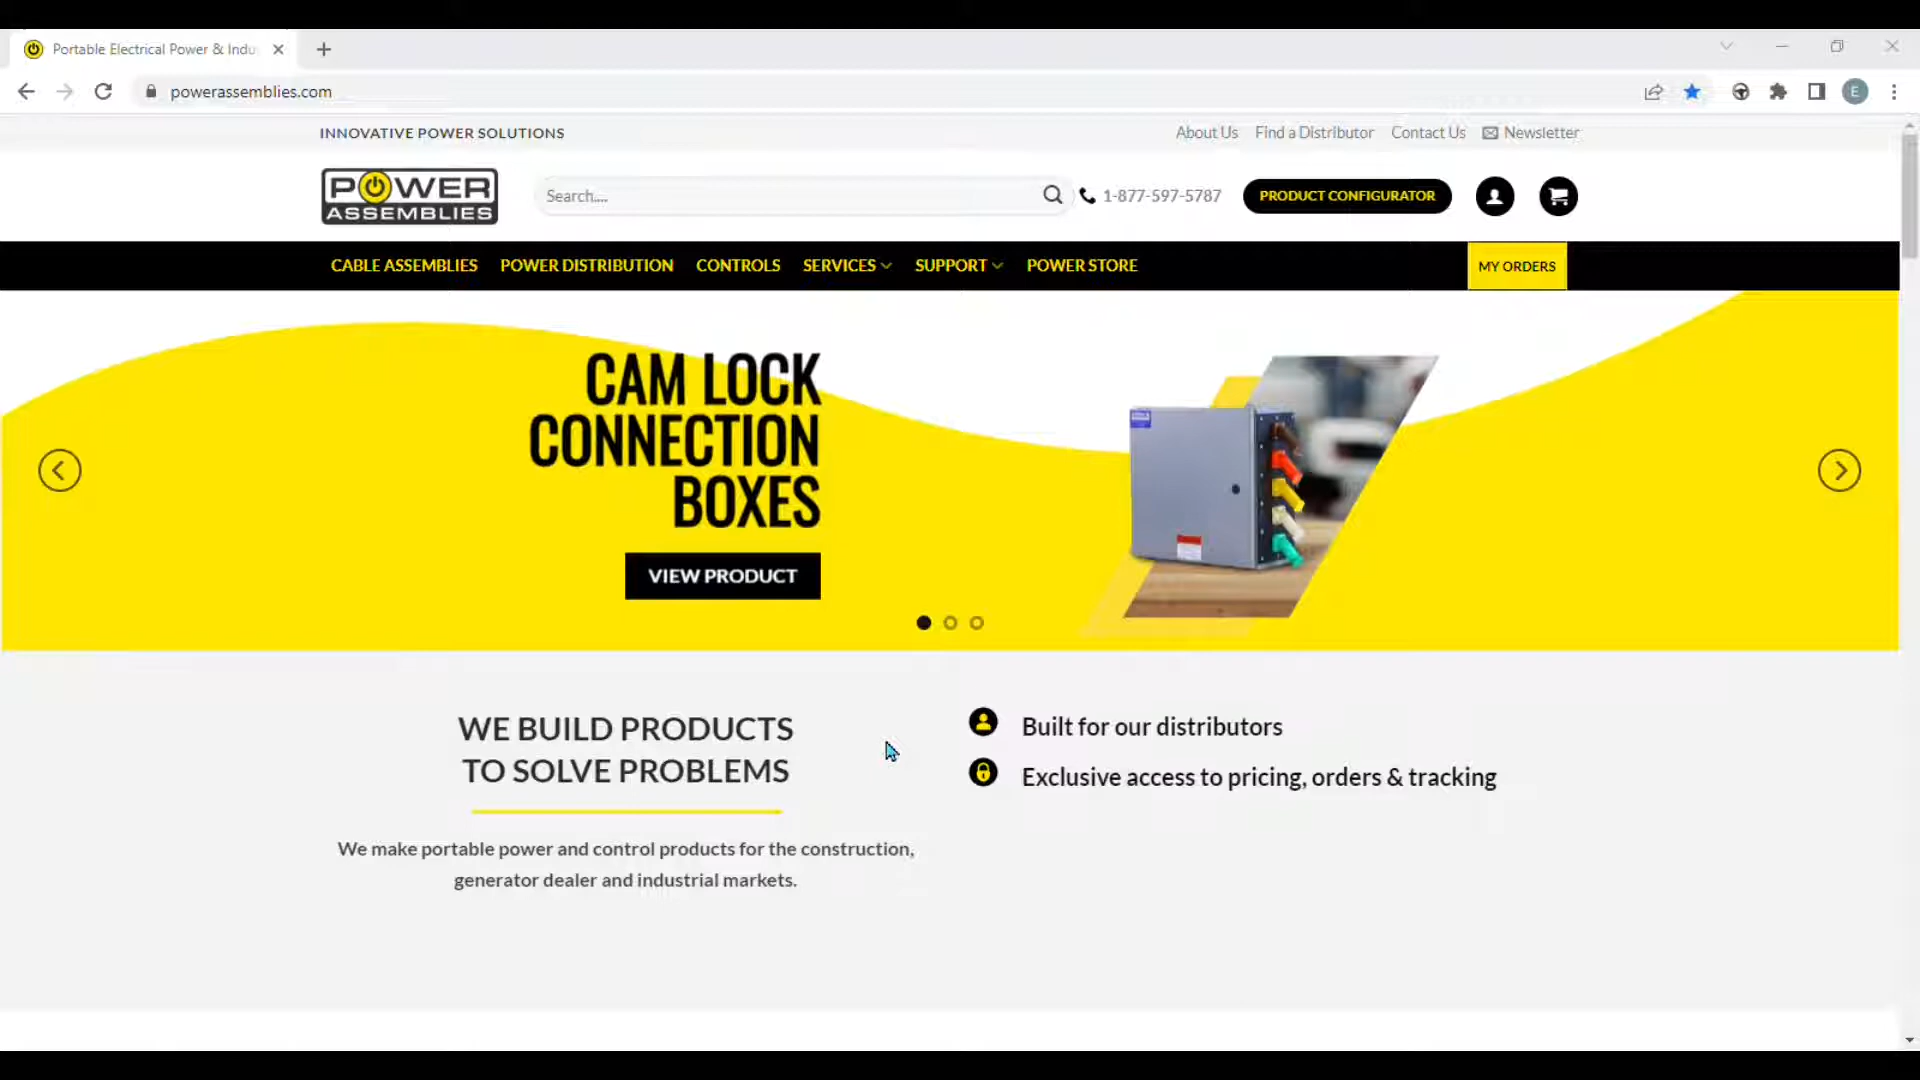 Portable Electrical Power & Indu
powerassemblies.com
E
INNOVATIVE POWER SOLUTIONS
About Us Find a Distributor Contact Us Newsletter
POWER
ASSEMBLIES
Search....
1-877-597-5787
PRODUCT CONFIGURATOR
CABLE ASSEMBLIES POWER DISTRIBUTION CONTROLS SERVICES SUPPORT POWER STORE
MY ORDERS
CAM LOCK
CONNECTION
BOXES
VIEW PRODUCT
WE BUILD PRODUCTS
TO SOLVE PROBLEMS
We make portable power and control products for the construction,
generator dealer and industrial markets.
Built for our distributors
Exclusive access to pricing, orders & tracking